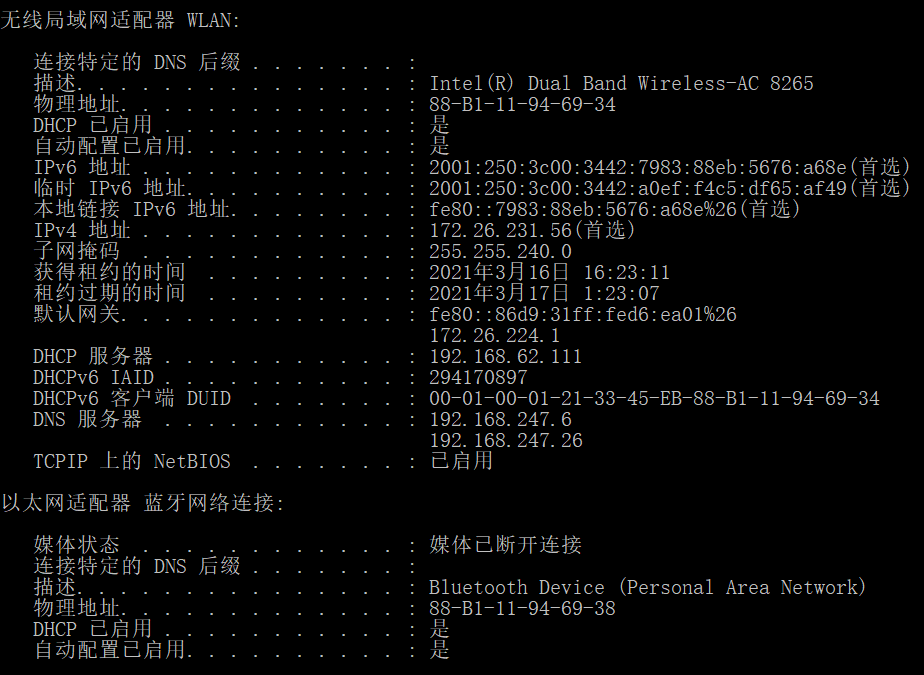 无线局域网适配器 WLAN:
连接特定的 DNS 后缀 . . . . . . . :
描述. . . . . . . . . . . . . . . : Intel(R) Dual Band Wireless-AC 8265
物理地址. . . . . . . . . . . . . : 88-B1-11-94-69-34
DHCP 已启用 . . . . . . . . . . . : 是
自动配置已启用. . . . . . . . . . : 是
IPv6 地址 . . . . . . . . . . . . : 2001:250:3c00:3442:7983:88eb:5676:a68e(首选)
临时 IPv6 地址. . . . . . . . . . : 2001:250:3c00:3442:a0ef:f4c5:df65:af49(首选)
本地链接 IPv6 地址. . . . . . . . : fe80::7983:88eb:5676:a68e%26(首选)
IPv4 地址 . . . . . . . . . . . . : 172.26.231.56(首选)
子网掩码  . . . . . . . . . . . . : 255.255.240.0
获得租约的时间  . . . . . . . . . : 2021年3月16日 16:23:11
租约过期的时间  . . . . . . . . . : 2021年3月17日 1:23:07
默认网关. . . . . . . . . . . . . : fe80::86d9:31ff:fed6:ea01%26
172.26.224.1
DHCP 服务器 . . . . . . . . . . . : 192.168.62.111
DHCPv6 IAID . . . . . . . . . . . : 294170897
DHCPv6 客户端 DUID  . . . . . . . : 00-01-00-01-21-33-45-EB-88-B1-11-94-69-34
DNS 服务器  . . . . . . . . . . . : 192.168.247.6
192.168.247.26
TCPIP 上的 NetBIOS  . . . . . . . : 已启用
以太网适配器 蓝牙网络连接:
媒体状态  . . . . . . . . . . . . : 媒体已断开连接
连接特定的 DNS 后缀 . . . . . . . :
描述. . . . . . . . . . . . . . . : Bluetooth Device (Personal Area Network)
物理地址. . . . . . . . . . . . . : 88-B1-11-94-69-38
DHCP 已启用 . . . . . . . . . . . : 是
自动配置已启用. . . . . . . . . . : 是